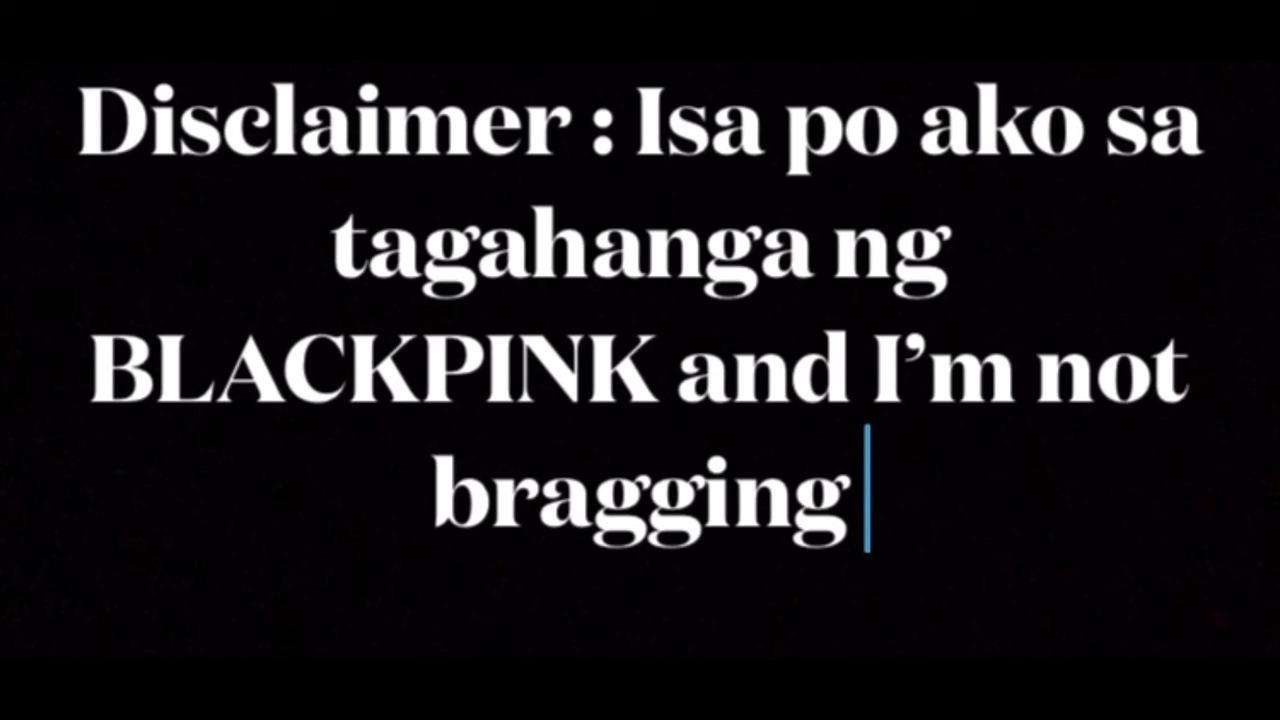 Disclaimer : Isa po ako sa
tagahanga ng
BLACKPINK and I’m not
bragging